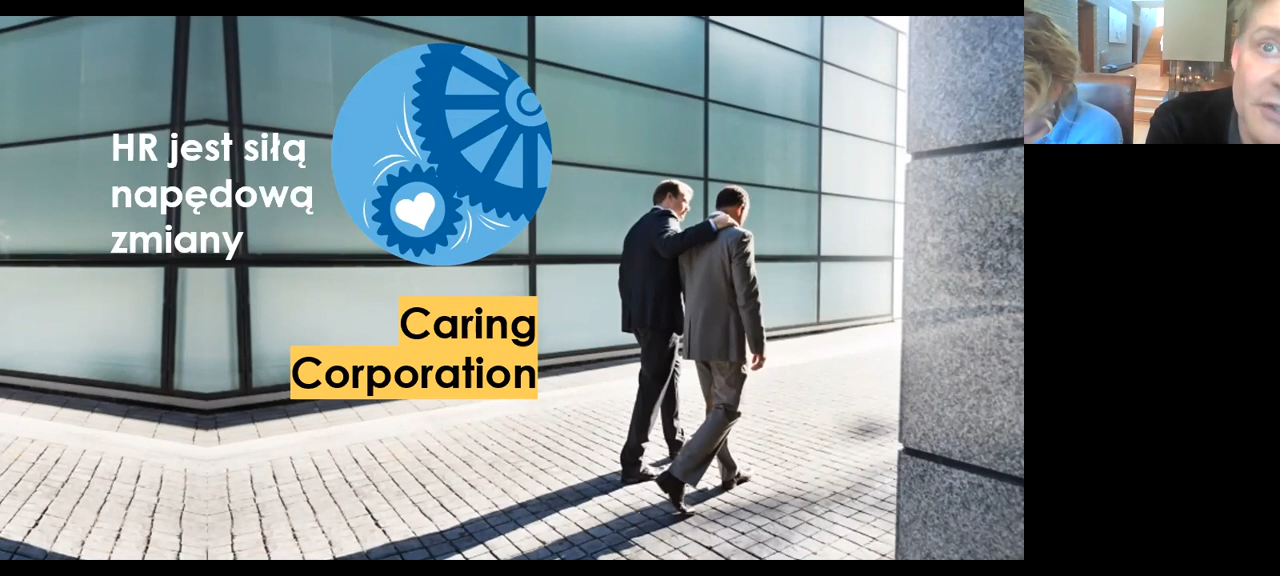 HR jest siłą
napędową
zmiany
Caring
Corporation